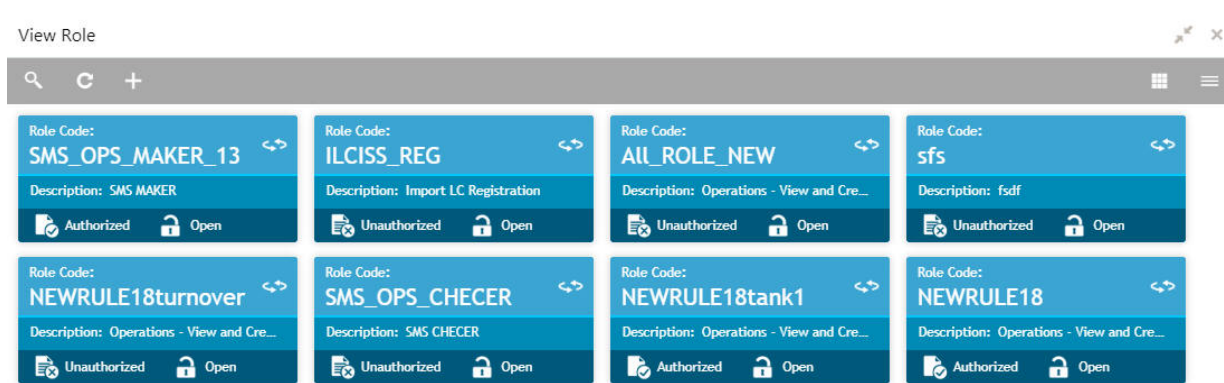 View Role
Role Code:
SMS_OPS_MAKER_13
Description: SMS MAKER
Authorized Open
Role Code:
ILCISS_REG
Description: Import LC Registration
Unauthorized Open
Role Code:
All_ROLE_NEW
Description: Operations - View and Cre...
Unauthorized Open
Role Code:
sfs
Description: fsdf
Unauthorized Open
Role Code:
NEWRULE18turnover
Description: Operations - View and Cre...
Unauthorized Open
Role Code:
SMS_OPS_CHECER
Description: SMS CHECER
Unauthorized Open
Role Code:
NEWRULE18tank1
Description: Operations - View and Cre...
Authorized Open
Role Code:
NEWRULE18
Description: Operations - View and Cre...
Authorized Open